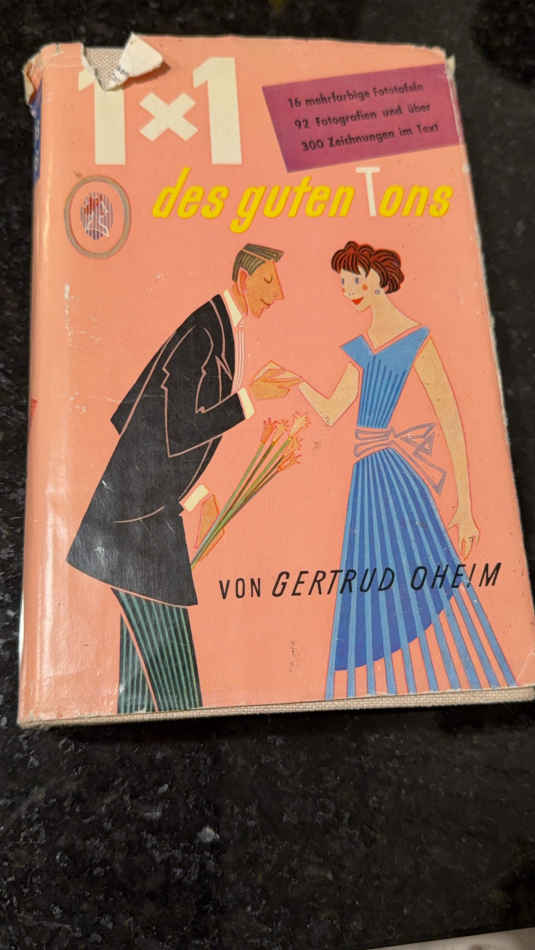 1×1
16 mehrfarbige Fototafeln
92 Fotografien und über
300 Zeichnungen im Text
des guten Tons
VON GERTRUD OHEIM